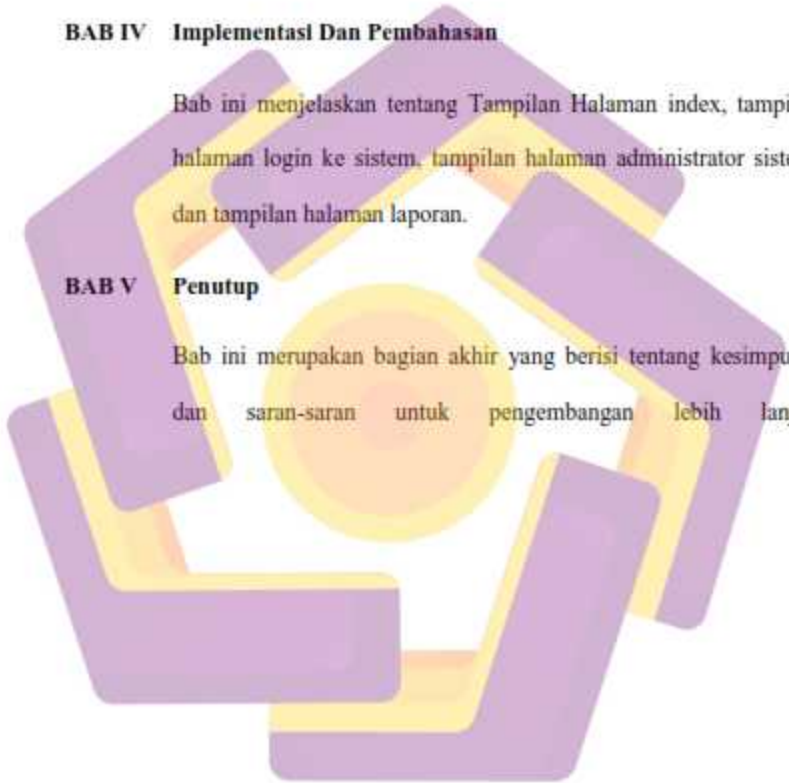 BAB IV Implementasi Dan Pembahasan
Bab ini menjelaskan tentang Tampilan Halaman index, tampi
halaman login ke sistem, tampilan halaman administrator siste
dan tampilan halaman laporan.
BAB V Penutup
Bab ini merupakan bagian akhir yang berisi tentang kesimpu
dan saran-saran untuk pengembangan lebih lanj